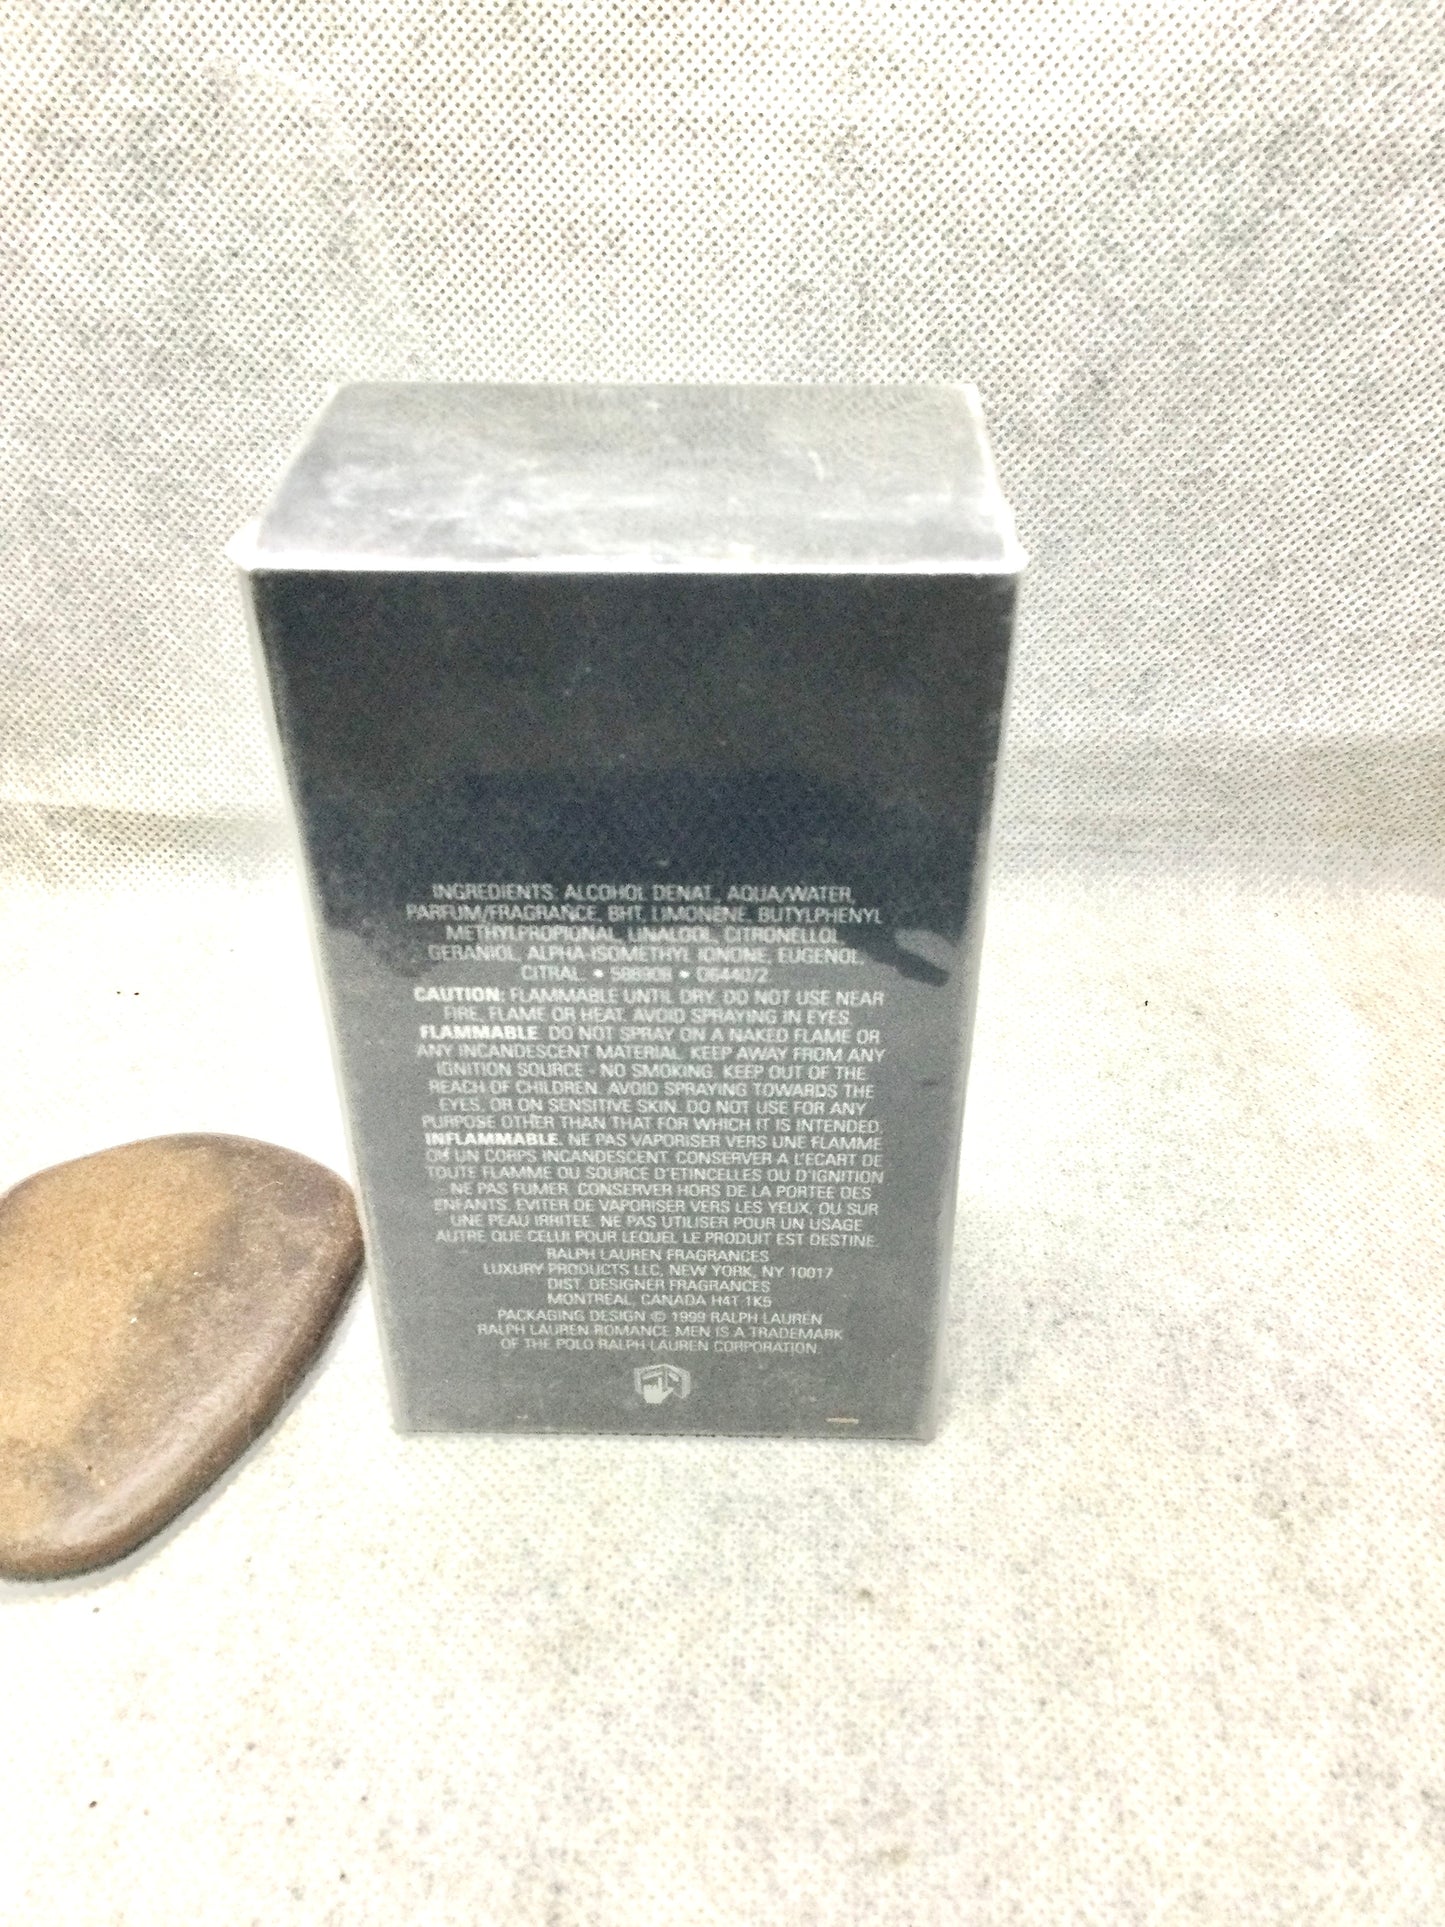 INGREDIENTS: ALCOHOL DENAT., AQUA/WATER,
PARFUM/FRAGRANCE, BHT, LIMONENE, BUTYLPHENYL
METHYLPROPIONAL, LINALOOL, CITRONELLOL,
GERANIOL, ALPHA-ISOMETHYL IONONE, EUGENOL,
CITRAL. • 586908 • 06440/2
CAUTION: FLAMMABLE UNTIL DRY. DO NOT USE NEAR
FIRE, FLAME OR HEAT. AVOID SPRAYING IN EYES.
FLAMMABLE. DO NOT SPRAY ON A NAKED FLAME OR
ANY INCANDESCENT MATERIAL. KEEP AWAY FROM ANY
IGNITION SOURCE - NO SMOKING. KEEP OUT OF THE
REACH OF CHILDREN. AVOID SPRAYING TOWARDS THE
EYES, OR ON SENSITIVE SKIN. DO NOT USE FOR ANY
PURPOSE OTHER THAN THAT FOR WHICH IT IS INTENDED.
INFLAMMABLE. NE PAS VAPORISER VERS UNE FLAMME
OU UN CORPS INCANDESCENT. CONSERVER A L'ECART DE
TOUTE FLAMME OU SOURCE D'ETINCELLES OU D'IGNITION
NE PAS FUMER. CONSERVER HORS DE LA PORTEE DES
ENFANTS. EVITER DE VAPORISER VERS LES YEUX, OU SUR
UNE PEAU IRRITEE. NE PAS UTILISER POUR UN USAGE
AUTRE QUE CELUI POUR LEQUEL LE PRODUIT EST DESTINE.
RALPH LAUREN FRAGRANCES
LUXURY PRODUCTS LLC, NEW YORK, NY 10017
DIST. DESIGNER FRAGRANCES
MONTREAL, CANADA H4T 1K5
PACKAGING DESIGN © 1999 RALPH LAUREN
RALPH LAUREN ROMANCE MEN IS A TRADEMARK
OF THE POLO RALPH LAUREN CORPORATION